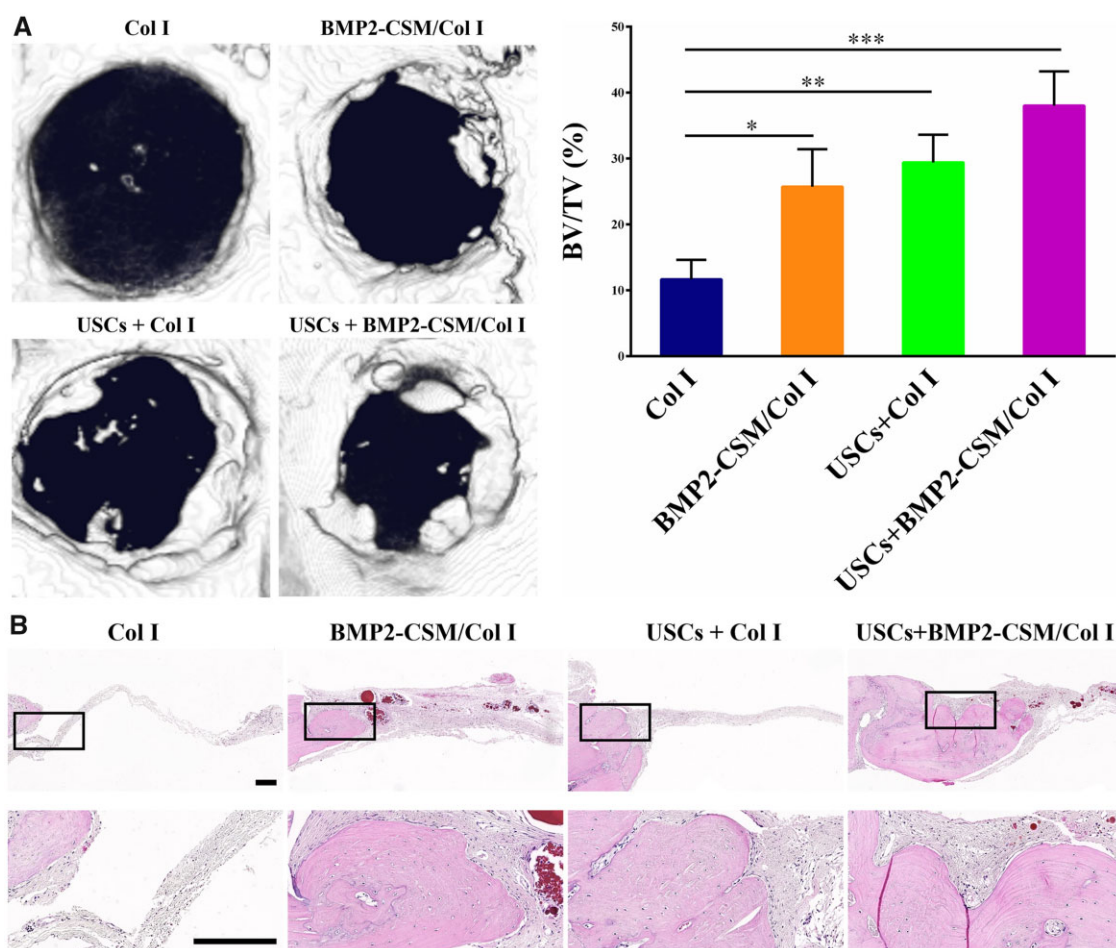 A
Col I
BMP2-CSM/Col I
USCs + Col I
USCs + BMP2-CSM/Col I
BV/TV (%)
50
40
30
20
10
0
***
**
*
Col I
BMP2-CSM/Col I
USCs+Col I
USCs+BMP2-CSM/Col I
B
Col I
BMP2-CSM/Col I
USCs + Col I
USCs+BMP2-CSM/Col I